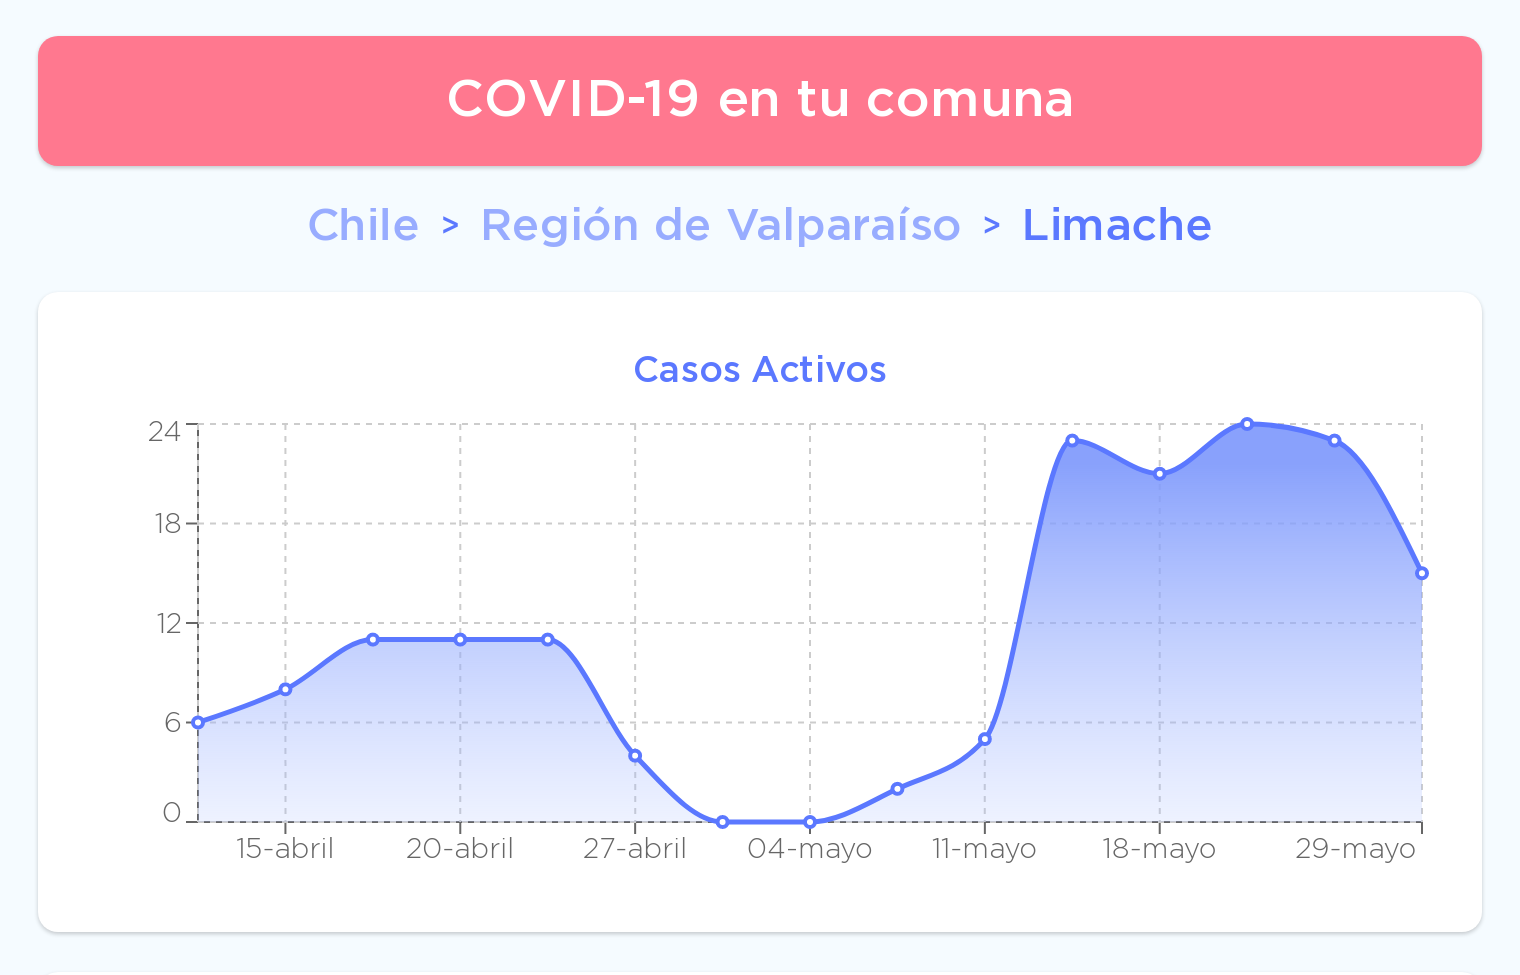 COVID-19 en tu comuna
Chile > Región de Valparaíso > Limache
Casos Activos
24
18
12
6
0
15-abril 20-abril 27-abril 04-mayo 11-mayo 18-mayo 29-mayo